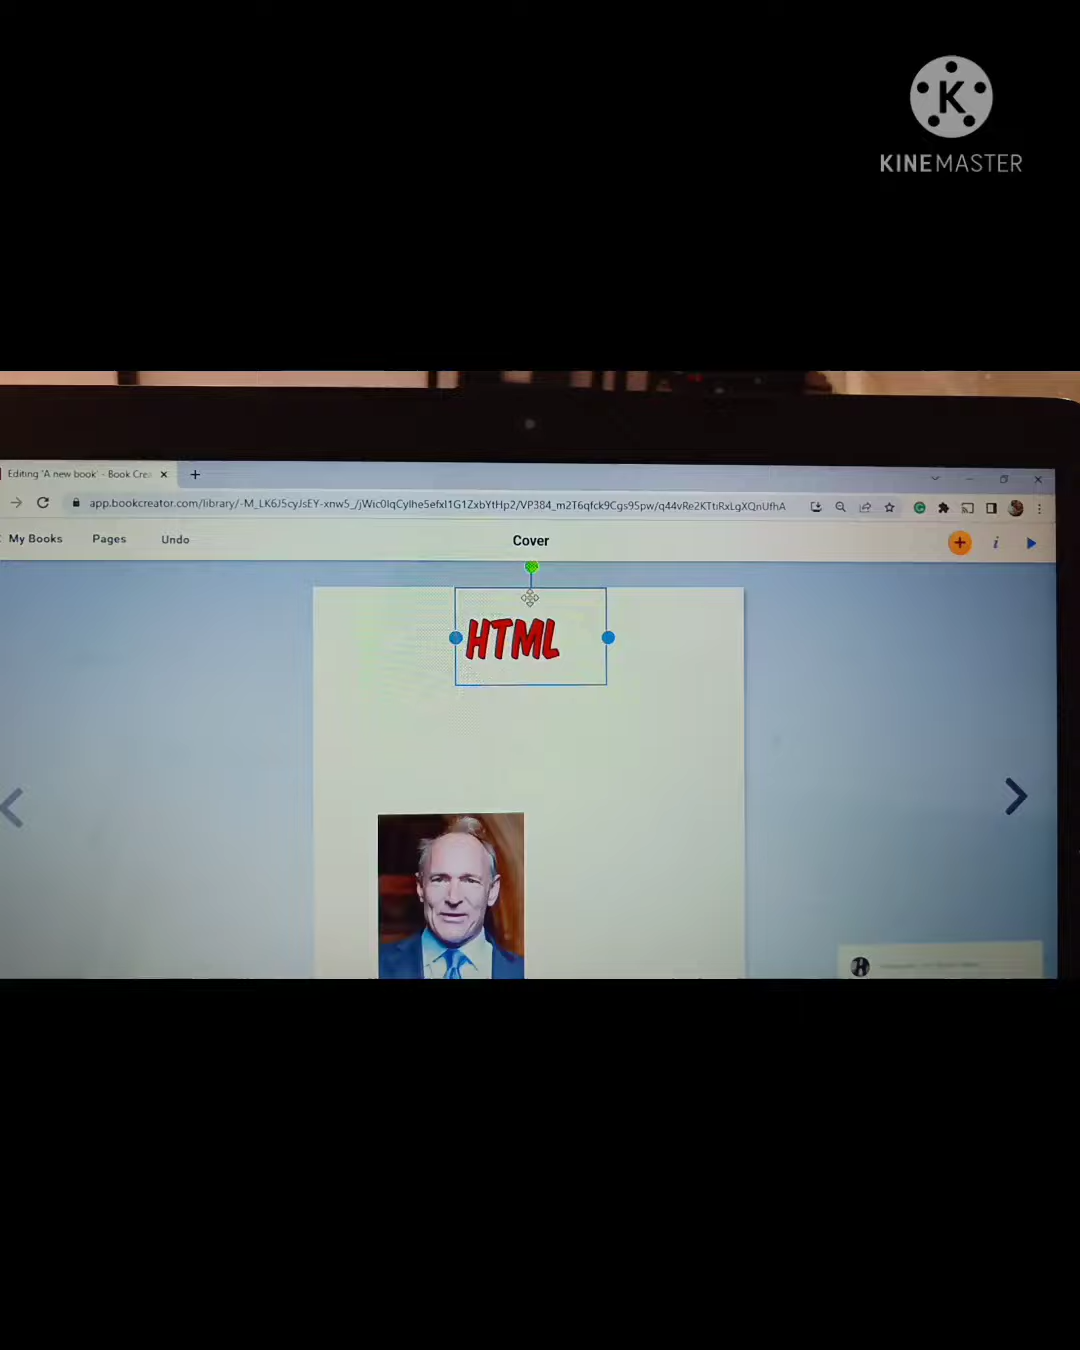 K
KINEMASTER
Editing 'A new book' - Book Crea
app.bookcreator.com/library/-M_LK6J5cyJsEY-xnw5_/jWic0lqCylhe5efxl1G1ZxbYtHp2/VP384_m2T6qfck9Cgs95pw/q44vRe2KTtiRxLgXQnUfhA
My Books Pages Undo Cover i
HTML